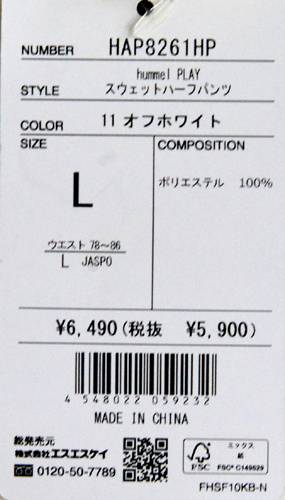 NUMBER HAP8261HP
hummel PLAY
STYLE スウェットハーフパンツ
COLOR 11 オフホワイト
SIZE
L
ウエスト 78~86
L JASPO
COMPOSITION
ポリエステル 100%
¥6,490(税抜 ¥5,900)
4 548022 059232
MADE IN CHINA
総発売元
株式会社エスエスケイ
0120-50-7789
FSC
ミックス
紙
FSC® C149529
FHSF10KB-N